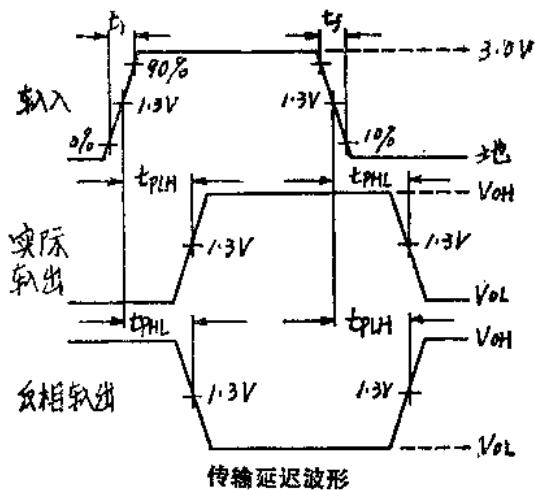 tr
tf
90%
3.0V
输入
1.3V
1.3V
0%
10%
地
tPLH
tPHL
VOH
实际
输出
1.3V
1.3V
VOL
tPHL
tPLH
VOH
反相输出
1.3V
1.3V
VOL
传输延迟波形